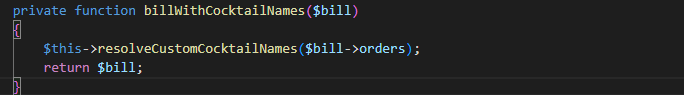 private function billWithCocktailNames($bill)
{
    $this->resolveCustomCocktailNames($bill->orders);
    return $bill;
}